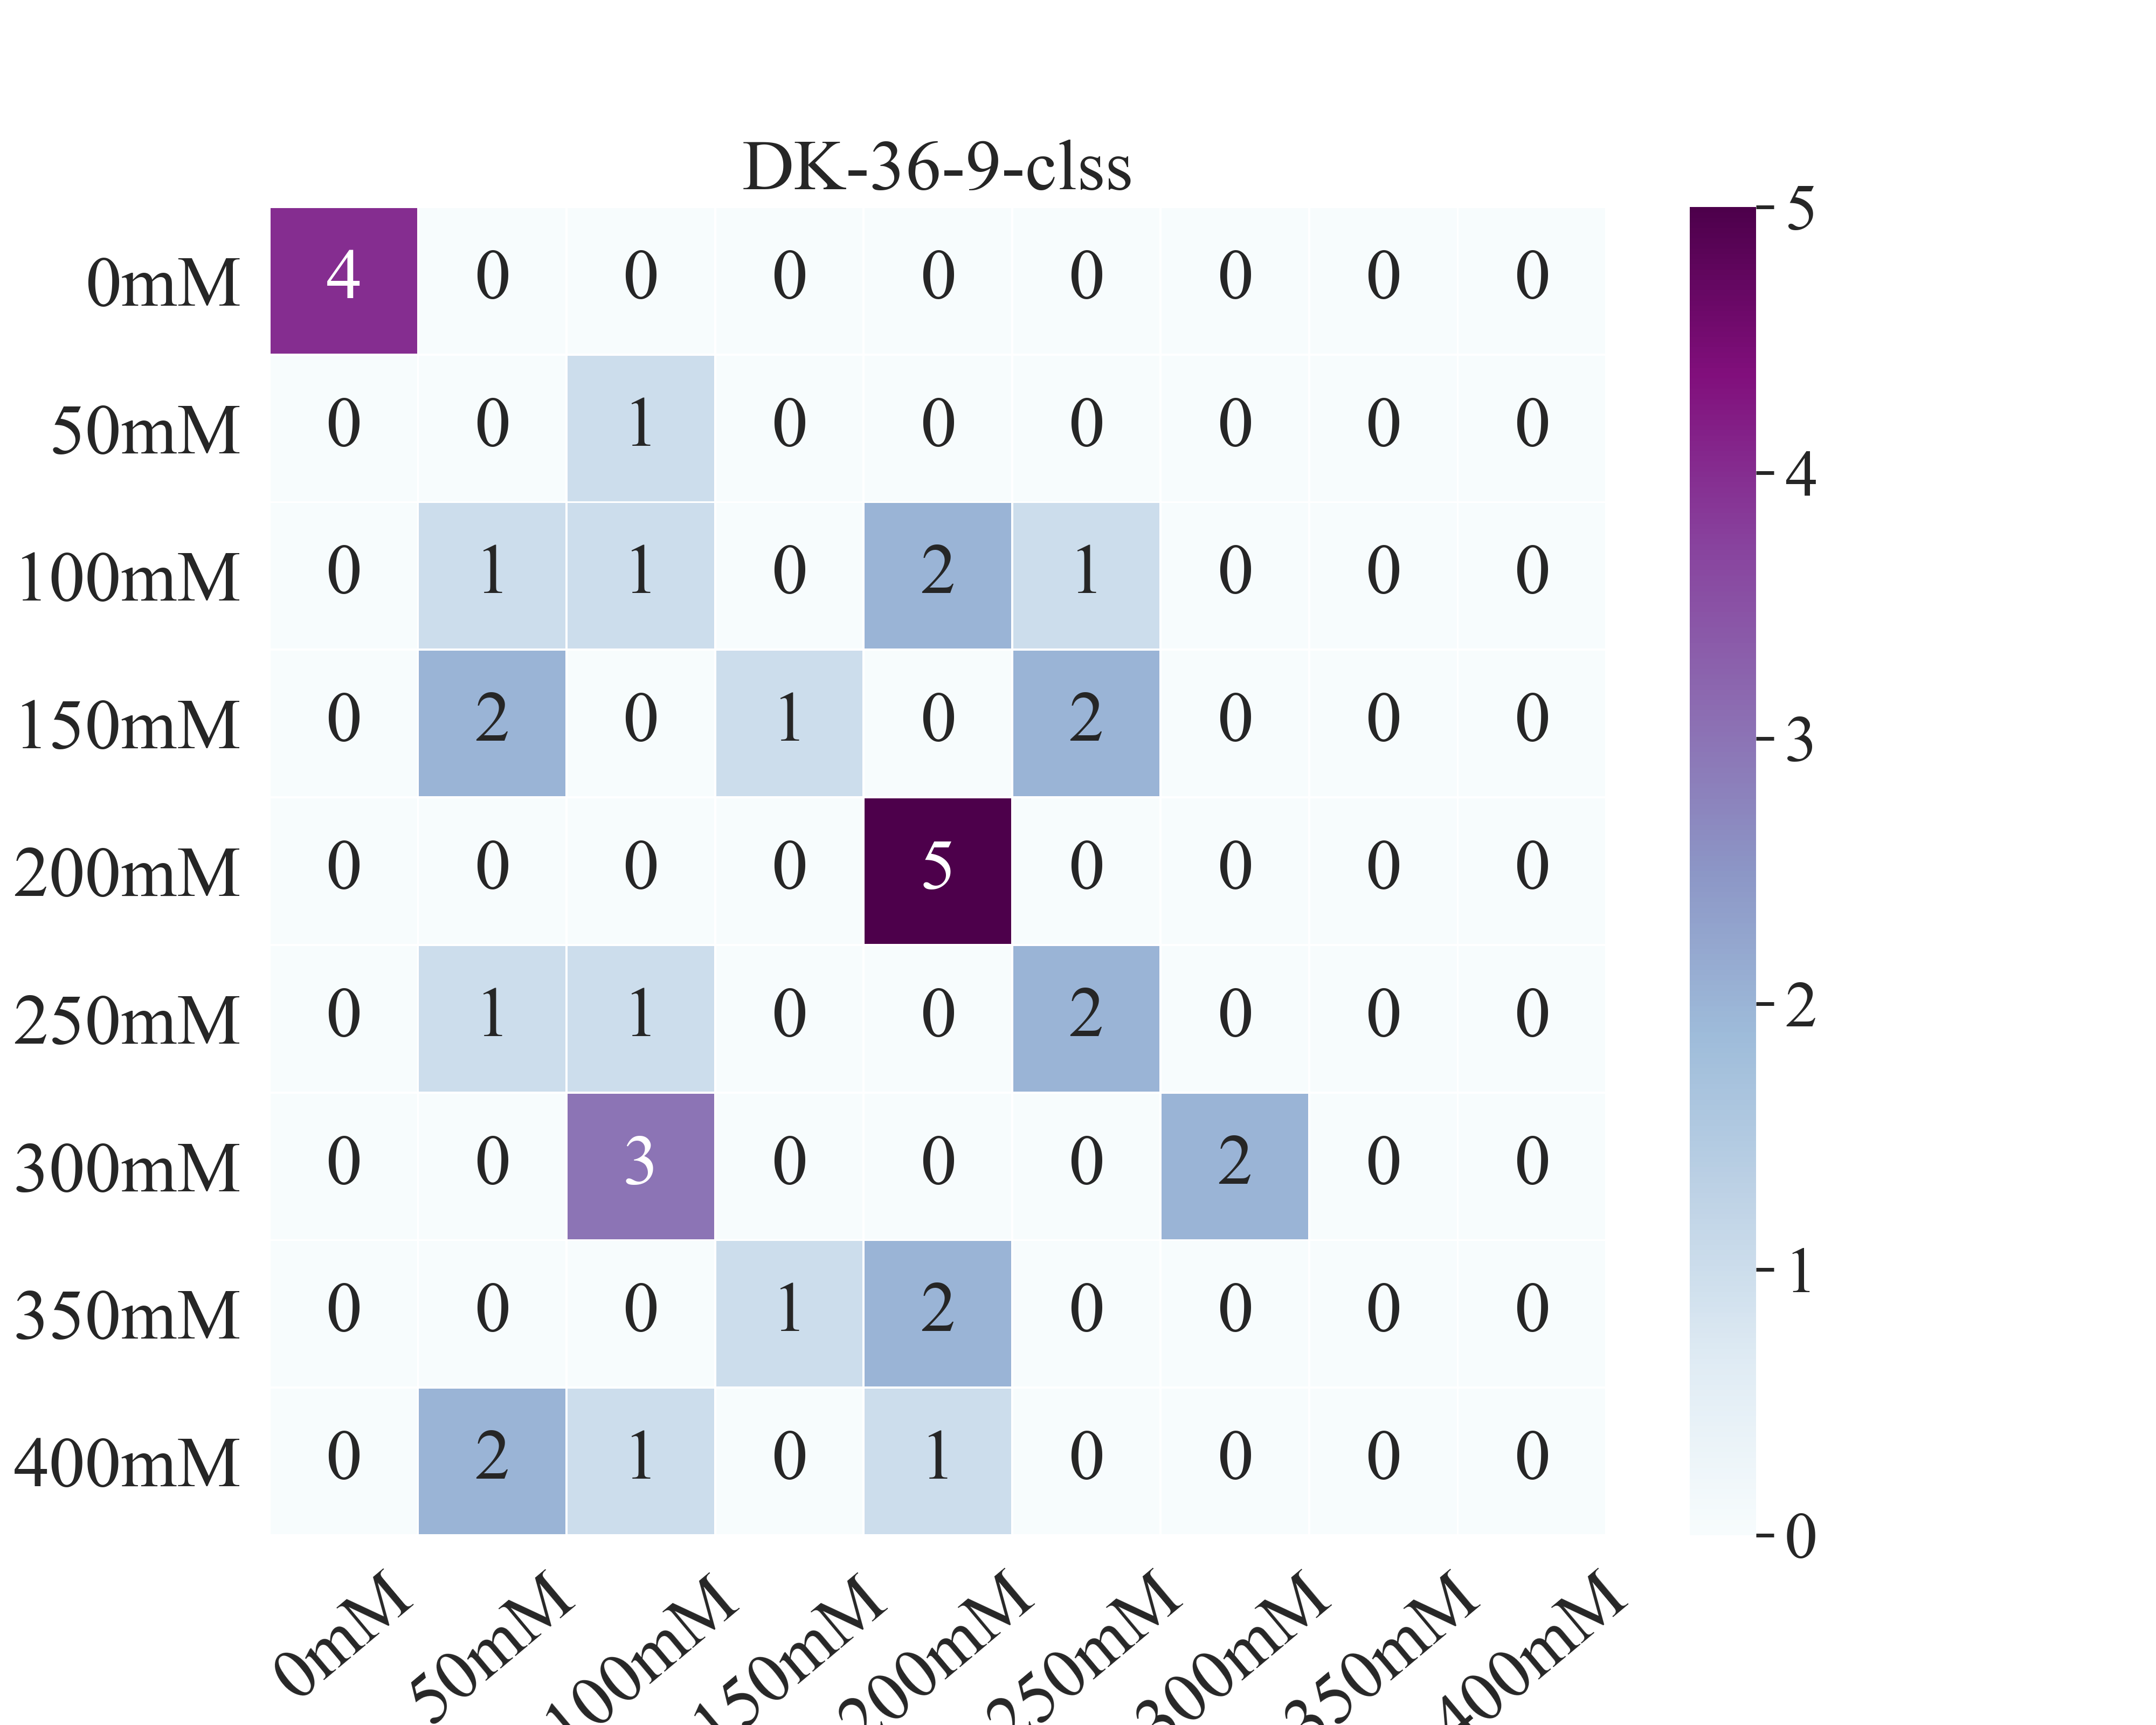 DK-36-9-clss
0mM 4 0 0 0 0 0 0 0 0
50mM 0 0 1 0 0 0 0 0 0
100mM 0 1 1 0 2 1 0 0 0
150mM 0 2 0 1 0 2 0 0 0
200mM 0 0 0 0 5 0 0 0 0
250mM 0 1 1 0 0 2 0 0 0
300mM 0 0 3 0 0 0 2 0 0
350mM 0 0 0 1 2 0 0 0 0
400mM 0 2 1 0 1 0 0 0 0
0mM 50mM 100mM 150mM 200mM 250mM 300mM 350mM 400mM
5
4
3
2
1
0